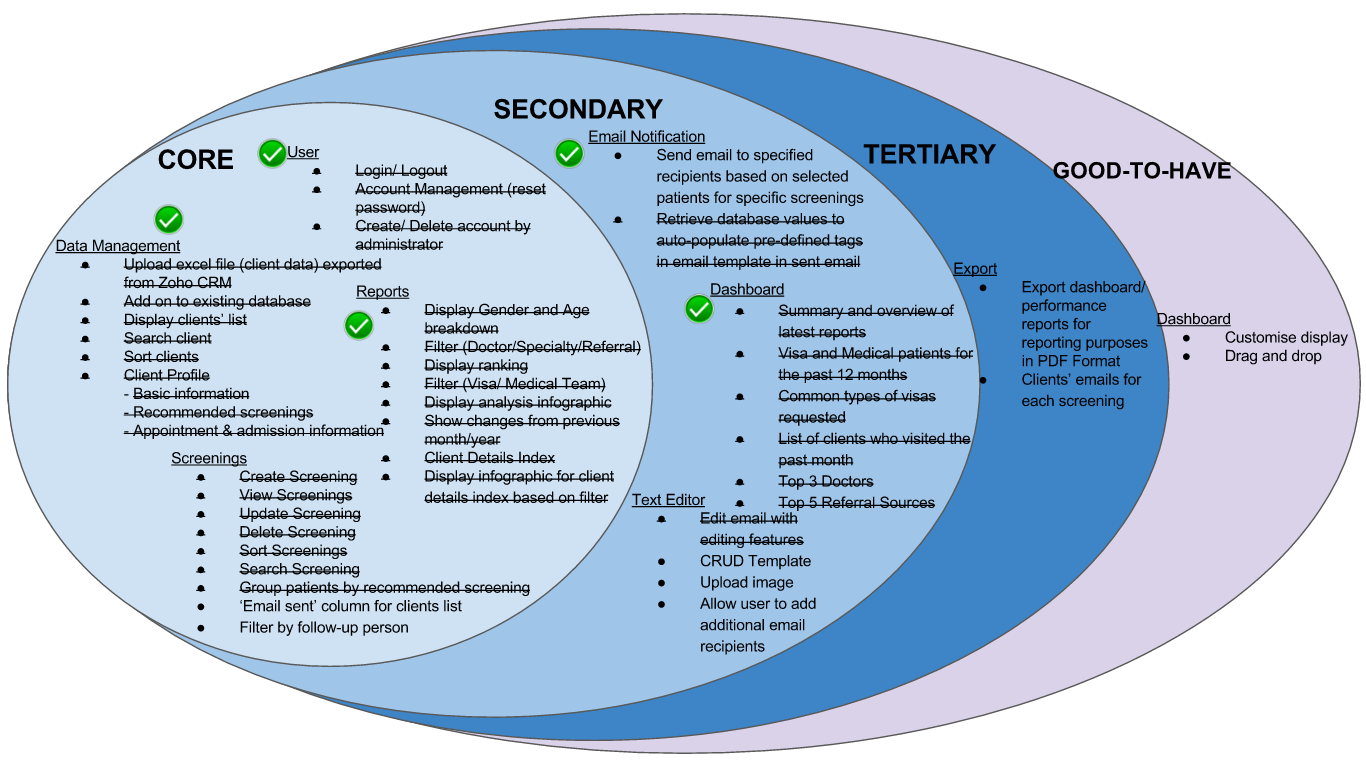 CORE
User
Login/ Logout
Account Management (reset
password)
Create/ Delete account by
administrator
Data Management
Upload excel file (client data) exported
from Zoho CRM
Add on to existing database
Display clients' list
Search client
Sort clients
Client Profile
- Basic information
- Recommended screenings
- Appointment & admission information
Reports
Display Gender and Age
breakdown
Filter (Doctor/Specialty/Referral)
Display ranking
Filter (Visa/ Medical Team)
Display analysis infographic
Show changes from previous
month/year
Client Details Index
Display infographic for client
details index based on filter
Screenings
Create Screening
View Screenings
Update Screening
Delete Screening
Sort Screenings
Search Screening
Group patients by recommended screening
'Email sent' column for clients list
Filter by follow-up person
SECONDARY
Email Notification
Send email to specified
recipients based on selected
patients for specific screenings
Retrieve database values to
auto-populate pre-defined tags
in email template in sent email
Dashboard
Summary and overview of
latest reports
Visa and Medical patients for
the past 12 months
Common types of visas
requested
List of clients who visited the
past month
Top 3 Doctors
Top 5 Referral Sources
Text Editor
Edit email with
editing features
CRUD Template
Upload image
Allow user to add
additional email
recipients
TERTIARY
Export
Export dashboard/
performance
reports for
reporting purposes
in PDF Format
Clients' emails for
each screening
GOOD-TO-HAVE
Dashboard
Customise display
Drag and drop